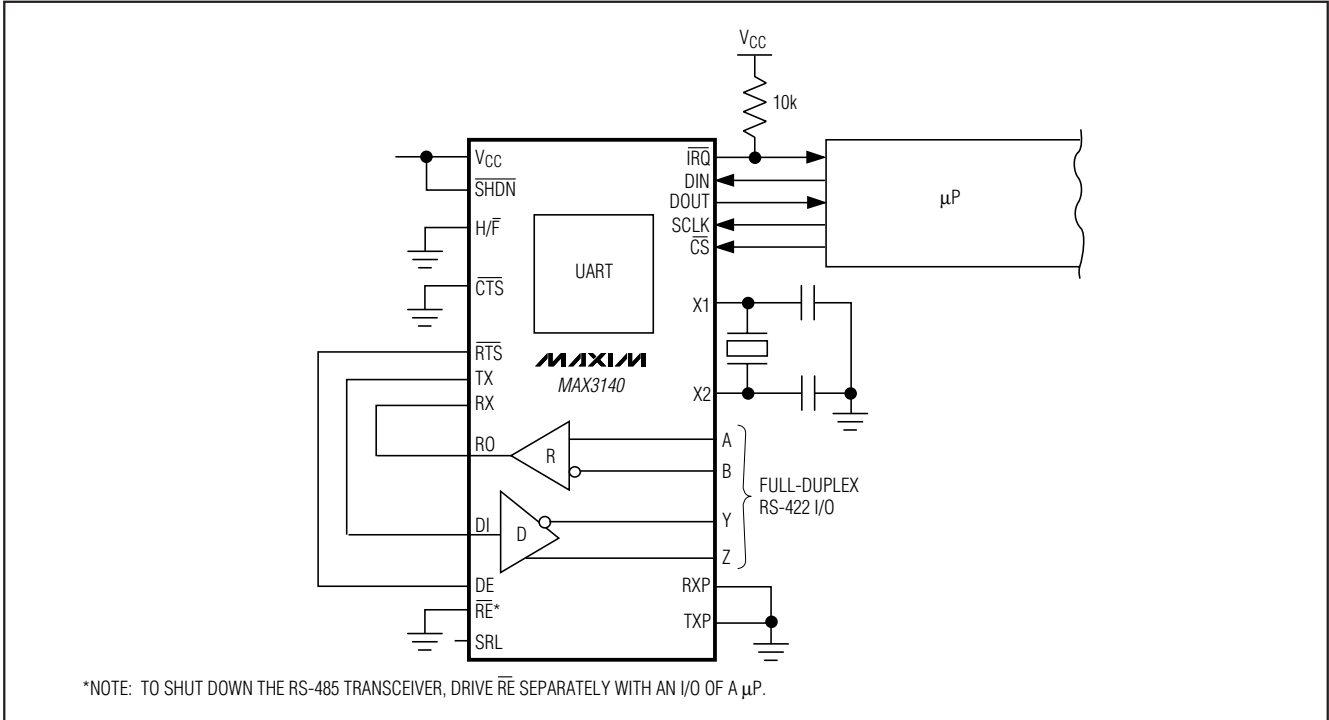 VCC
10k
VCC
SHDN
H/F
CTS
RTS
TX
RX
RO
DI
DE
RE*
SRL
UART
MAXIM
MAX3140
R
D
IRQ
DIN
DOUT
SCLK
CS
X1
X2
A
B
Y
Z
RXP
TXP
μP
FULL-DUPLEX
RS-422 I/O
*NOTE: TO SHUT DOWN THE RS-485 TRANSCEIVER, DRIVE RE SEPARATELY WITH AN I/O OF A μP.